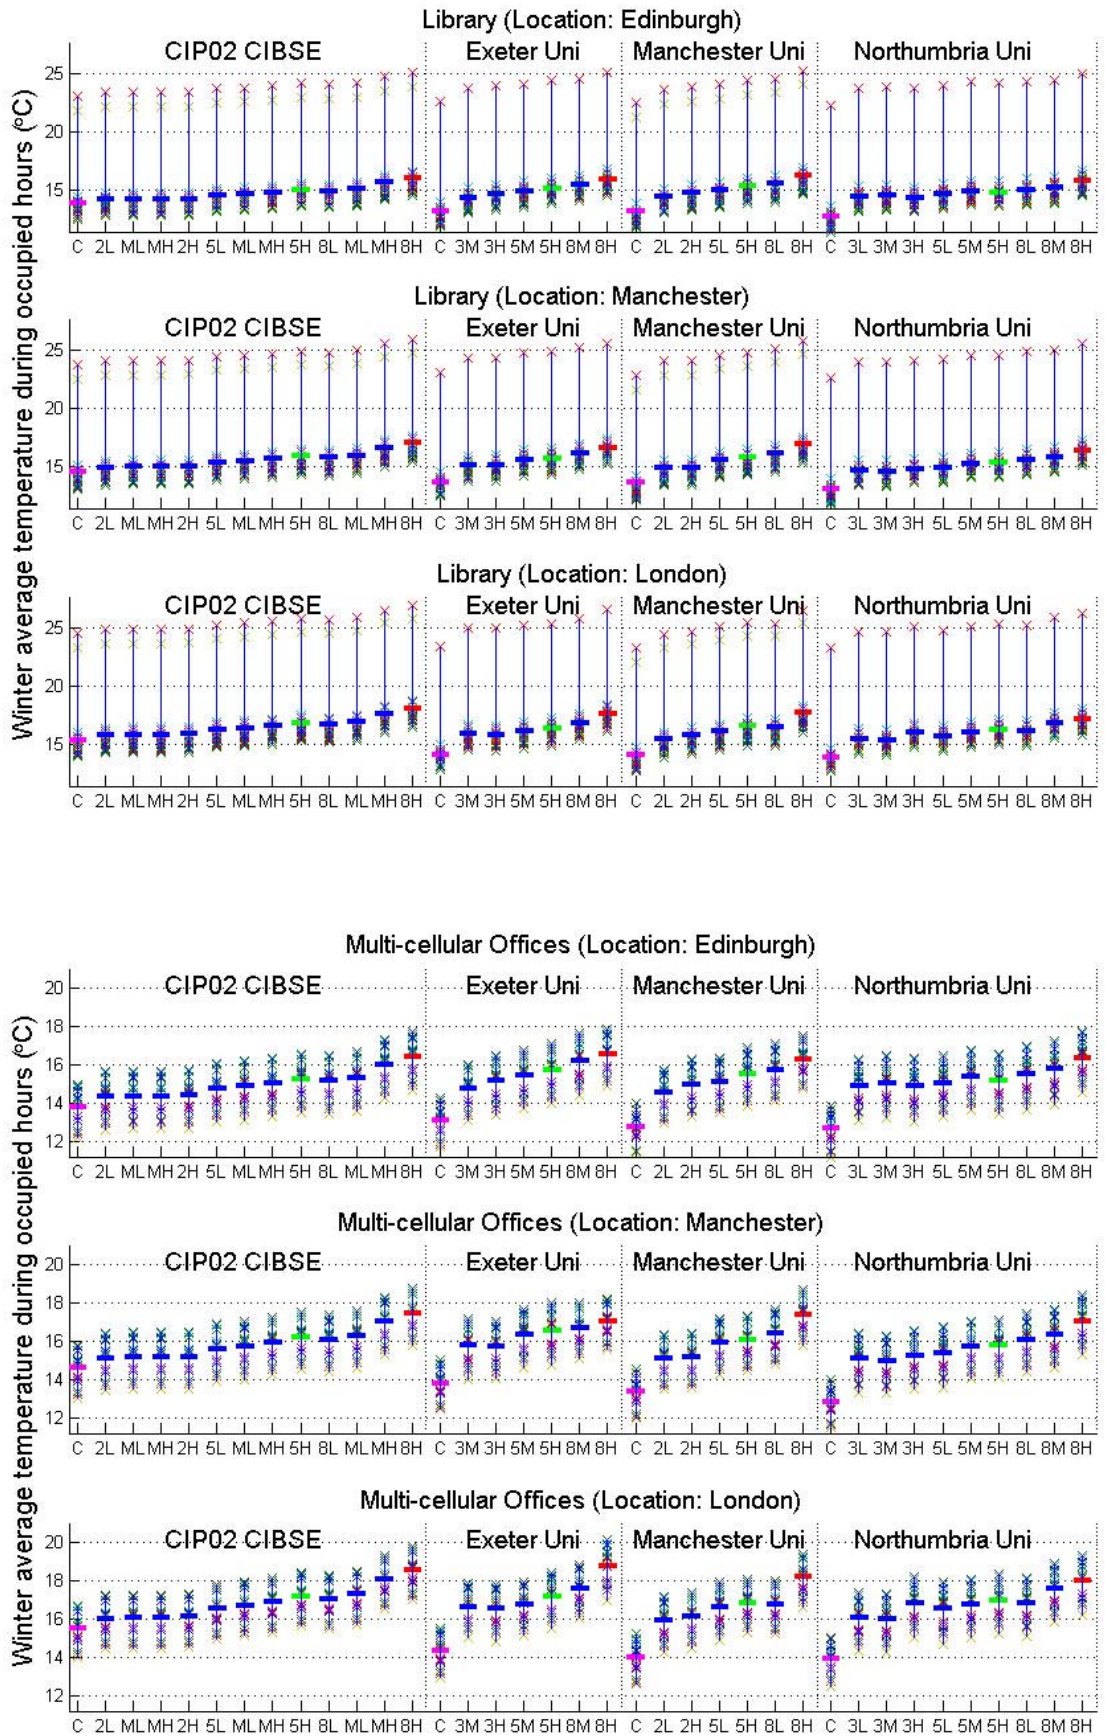 Library (Location: Edinburgh)
CIP02 CIBSE Exeter Uni Manchester Uni Northumbria Uni
25
20
15
C 2L ML MH 2H 5L ML MH 5H 8L ML MH 8H C 3M 3H 5M 5H 8M 8H C 2L 2H 5L 5H 8L 8H C 3L 3M 3H 5L 5M 5H 8L 8M 8H
Winter average temperature during occupied hours (ºC)
Library (Location: Manchester)
CIP02 CIBSE Exeter Uni Manchester Uni Northumbria Uni
25
20
15
C 2L ML MH 2H 5L ML MH 5H 8L ML MH 8H C 3M 3H 5M 5H 8M 8H C 2L 2H 5L 5H 8L 8H C 3L 3M 3H 5L 5M 5H 8L 8M 8H
Library (Location: London)
CIP02 CIBSE Exeter Uni Manchester Uni Northumbria Uni
25
20
15
C 2L ML MH 2H 5L ML MH 5H 8L ML MH 8H C 3M 3H 5M 5H 8M 8H C 2L 2H 5L 5H 8L 8H C 3L 3M 3H 5L 5M 5H 8L 8M 8H
Multi-cellular Offices (Location: Edinburgh)
CIP02 CIBSE Exeter Uni Manchester Uni Northumbria Uni
20
18
16
14
12
C 2L ML MH 2H 5L ML MH 5H 8L ML MH 8H C 3M 3H 5M 5H 8M 8H C 2L 2H 5L 5H 8L 8H C 3L 3M 3H 5L 5M 5H 8L 8M 8H
Winter average temperature during occupied hours (ºC)
Multi-cellular Offices (Location: Manchester)
CIP02 CIBSE Exeter Uni Manchester Uni Northumbria Uni
20
18
16
14
12
C 2L ML MH 2H 5L ML MH 5H 8L ML MH 8H C 3M 3H 5M 5H 8M 8H C 2L 2H 5L 5H 8L 8H C 3L 3M 3H 5L 5M 5H 8L 8M 8H
Multi-cellular Offices (Location: London)
CIP02 CIBSE Exeter Uni Manchester Uni Northumbria Uni
20
18
16
14
12
C 2L ML MH 2H 5L ML MH 5H 8L ML MH 8H C 3M 3H 5M 5H 8M 8H C 2L 2H 5L 5H 8L 8H C 3L 3M 3H 5L 5M 5H 8L 8M 8H